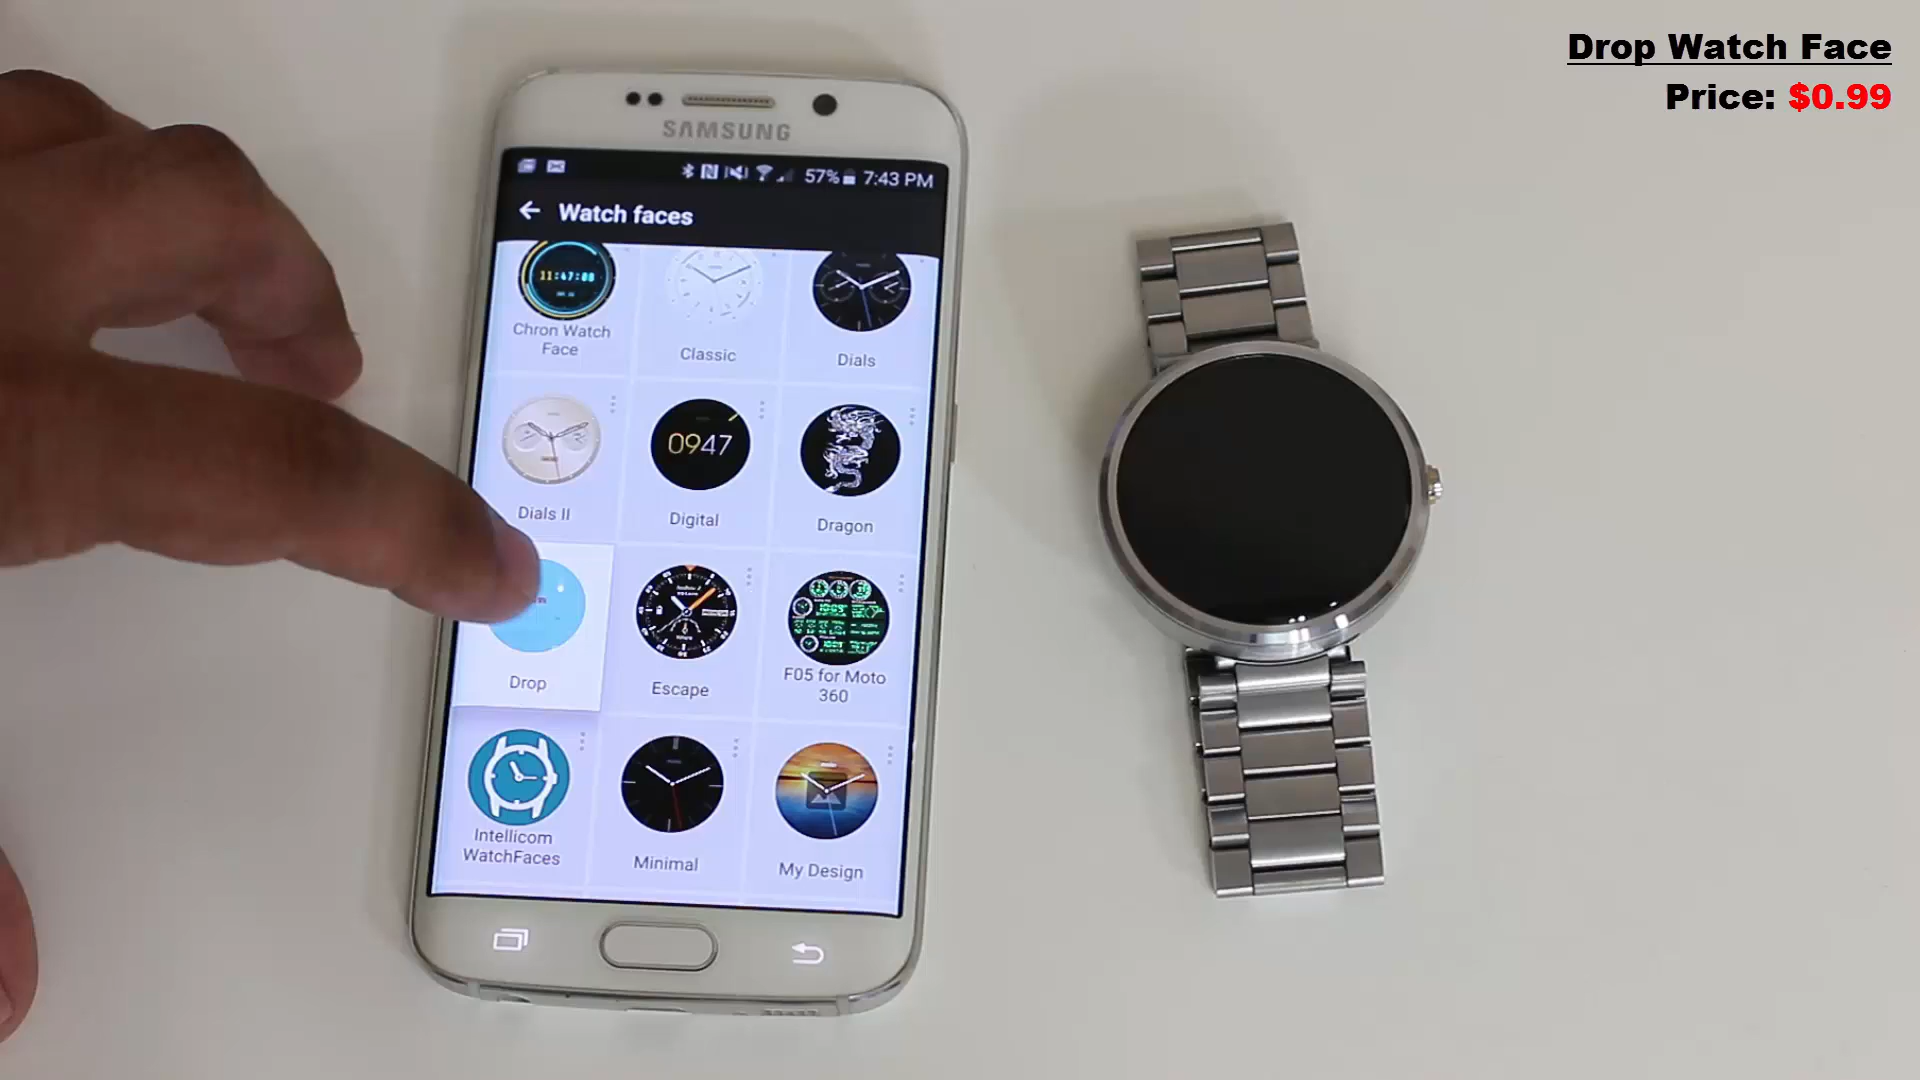 Drop Watch Face
Price: $0.99
SAMSUNG
57% 7:43 PM
Watch faces
11:47:08
Chron Watch
Face
Classic
Dials
Dials II
0947
Digital
Dragon
Drop
Escape
F05 for Moto
360
Intellicom
WatchFaces
Minimal
My Design